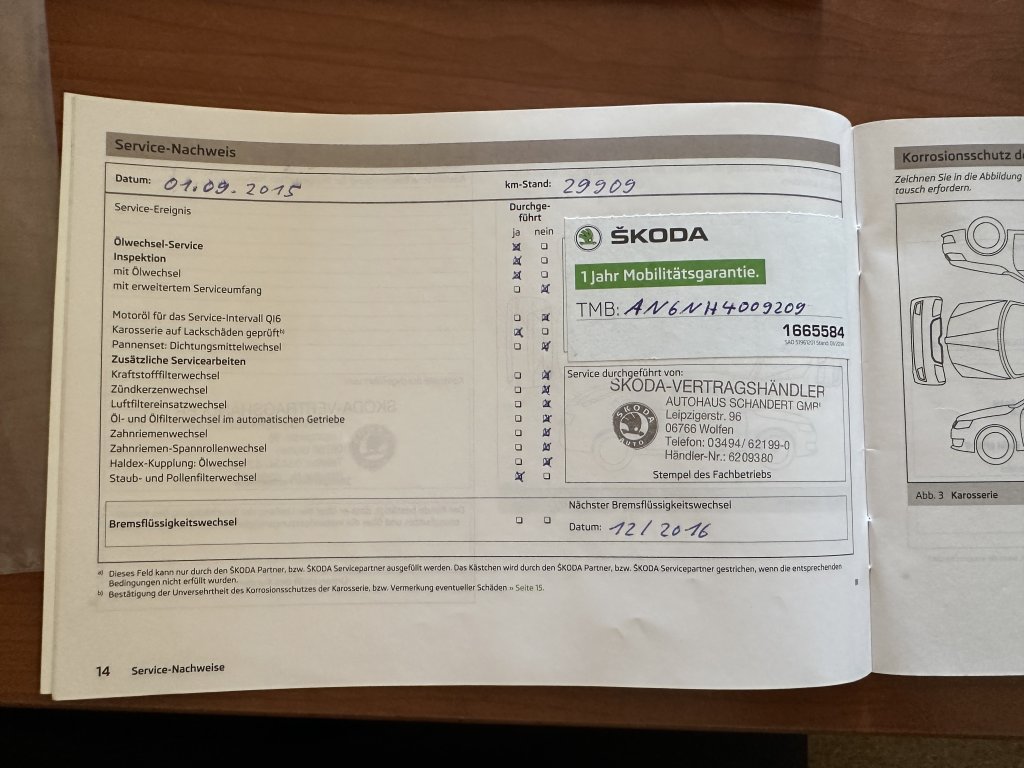 Service-Nachweis
Datum: 01.09.2015 km-Stand: 29909
Service-Ereignis
Durchge-
führt
ja nein
Ölwechsel-Service
Inspektion
mit Ölwechsel
mit erweitertem Serviceumfang
Motoröl für das Service-Intervall QI6
Karosserie auf Lackschäden geprüft b)
Pannenset: Dichtungsmittelwechsel
Zusätzliche Servicearbeiten
Kraftstofffilterwechsel
Zündkerzenwechsel
Luftfiltereinsatzwechsel
Öl- und Ölfilterwechsel im automatischen Getriebe
Zahnriemenwechsel
Zahnriemen-Spannrollenwechsel
Haldex-Kupplung: Ölwechsel
Staub- und Pollenfilterwechsel
ŠKODA
1 Jahr Mobilitätsgarantie.
TMB: AN6NH4009209
1665584
Service durchgeführt von:
SKODA-VERTRAGSHÄNDLER
AUTOHAUS SCHANDERT GMB
Leipzigerstr. 96
06766 Wolfen
Telefon: 03494/62199-0
Händler-Nr.: 6209380
SKODA
AUTO
Stempel des Fachbetriebs
Bremsflüssigkeitswechsel
Nächster Bremsflüssigkeitswechsel
Datum: 12/2016
a) Dieses Feld kann nur durch den ŠKODA Partner, bzw. ŠKODA Servicepartner ausgefüllt werden. Das Kästchen wird durch den ŠKODA Partner, bzw. ŠKODA Servicepartner gestrichen, wenn die entsprechenden
Bedingungen nicht erfüllt wurden.
b) Bestätigung der Unversehrtheit des Korrosionsschutzes der Karosserie, bzw. Vermerkung eventueller Schäden » Seite 15.
14 Service-Nachweise
Korrosionsschutz de
Zeichnen Sie in die Abbildung
tausch erfordern.
Abb. 3 Karosserie